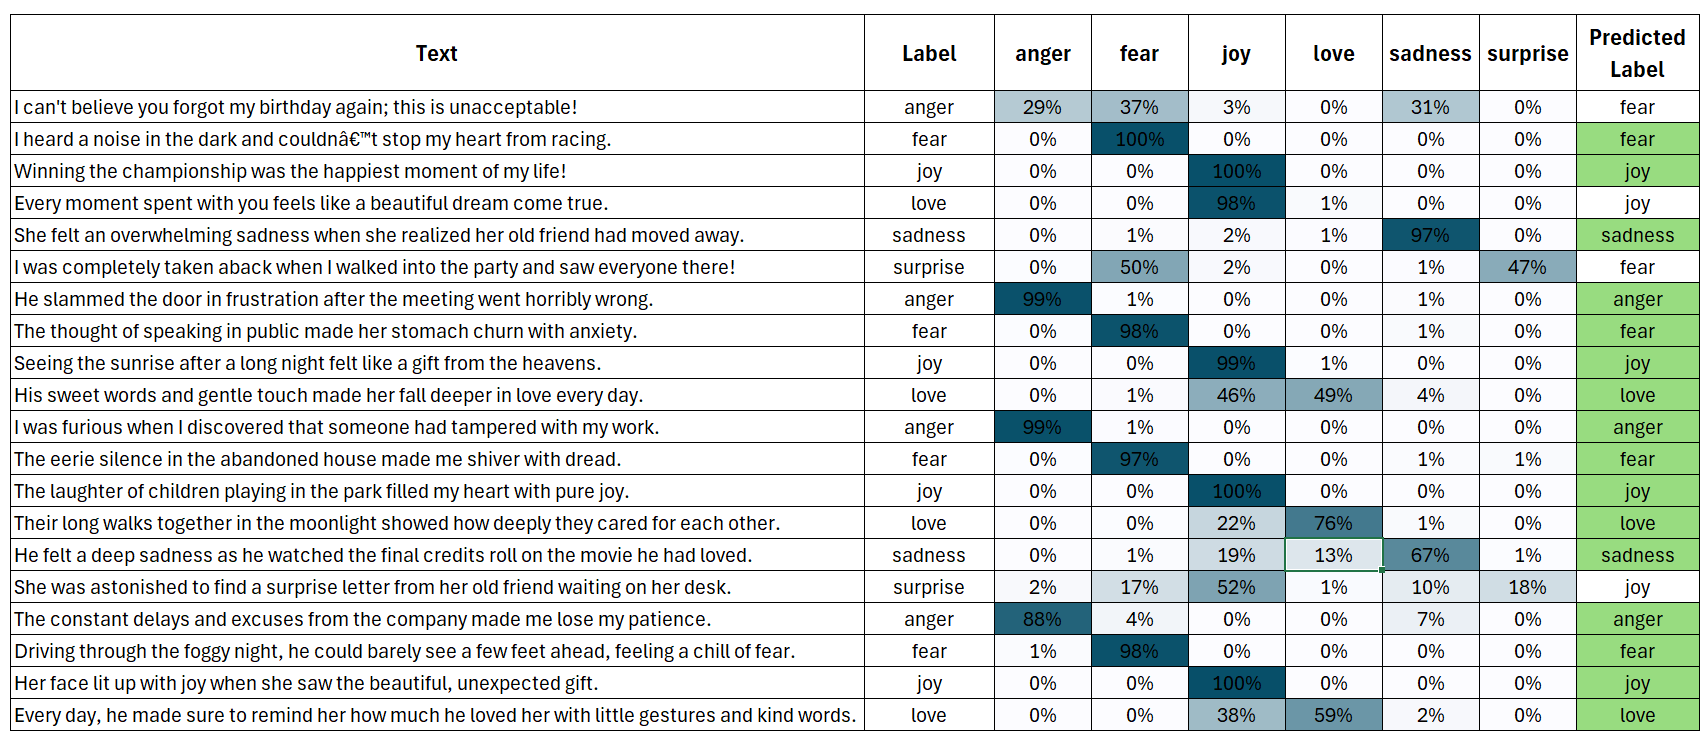 Text Label anger fear joy love sadness surprise Predicted Label
I can't believe you forgot my birthday again; this is unacceptable! anger 29% 37% 3% 0% 31% 0% fear
I heard a noise in the dark and couldnâ€™t stop my heart from racing. fear 0% 100% 0% 0% 0% 0% fear
Winning the championship was the happiest moment of my life! joy 0% 0% 100% 0% 0% 0% joy
Every moment spent with you feels like a beautiful dream come true. love 0% 0% 98% 1% 0% 0% joy
She felt an overwhelming sadness when she realized her old friend had moved away. sadness 0% 1% 2% 1% 97% 0% sadness
I was completely taken aback when I walked into the party and saw everyone there! surprise 0% 50% 2% 0% 1% 47% fear
He slammed the door in frustration after the meeting went horribly wrong. anger 99% 1% 0% 0% 1% 0% anger
The thought of speaking in public made her stomach churn with anxiety. fear 0% 98% 0% 0% 1% 0% fear
Seeing the sunrise after a long night felt like a gift from the heavens. joy 0% 0% 99% 1% 0% 0% joy
His sweet words and gentle touch made her fall deeper in love every day. love 0% 1% 46% 49% 4% 0% love
I was furious when I discovered that someone had tampered with my work. anger 99% 1% 0% 0% 0% 0% anger
The eerie silence in the abandoned house made me shiver with dread. fear 0% 97% 0% 0% 1% 1% fear
The laughter of children playing in the park filled my heart with pure joy. joy 0% 0% 100% 0% 0% 0% joy
Their long walks together in the moonlight showed how deeply they cared for each other. love 0% 0% 22% 76% 1% 0% love
He felt a deep sadness as he watched the final credits roll on the movie he had loved. sadness 0% 1% 19% 13% 67% 1% sadness
She was astonished to find a surprise letter from her old friend waiting on her desk. surprise 2% 17% 52% 1% 10% 18% joy
The constant delays and excuses from the company made me lose my patience. anger 88% 4% 0% 0% 7% 0% anger
Driving through the foggy night, he could barely see a few feet ahead, feeling a chill of fear. fear 1% 98% 0% 0% 0% 0% fear
Her face lit up with joy when she saw the beautiful, unexpected gift. joy 0% 0% 100% 0% 0% 0% joy
Every day, he made sure to remind her how much he loved her with little gestures and kind words. love 0% 0% 38% 59% 2% 0% love